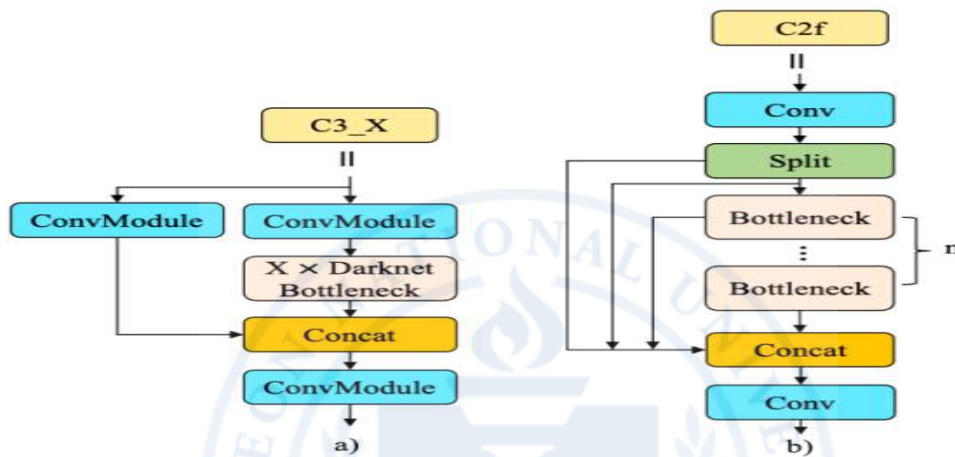 C3_X
ConvModule
ConvModule
X × Darknet
Bottleneck
Concat
ConvModule
a)
C2f
Conv
Split
Bottleneck
Bottleneck
n
Concat
Conv
b)